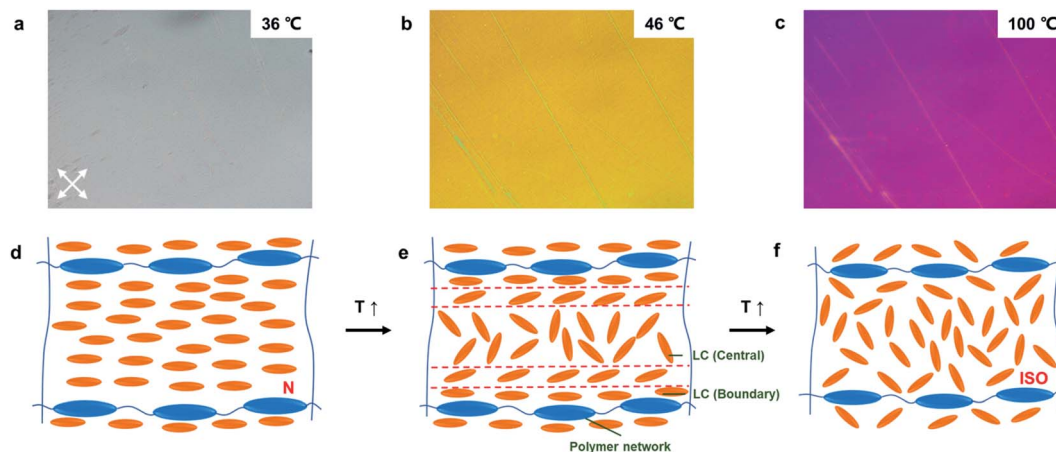 a
36 ℃
b
46 ℃
c
100 ℃
d
N
T ↑
e
LC (Central)
LC (Boundary)
Polymer network
T ↑
f
ISO